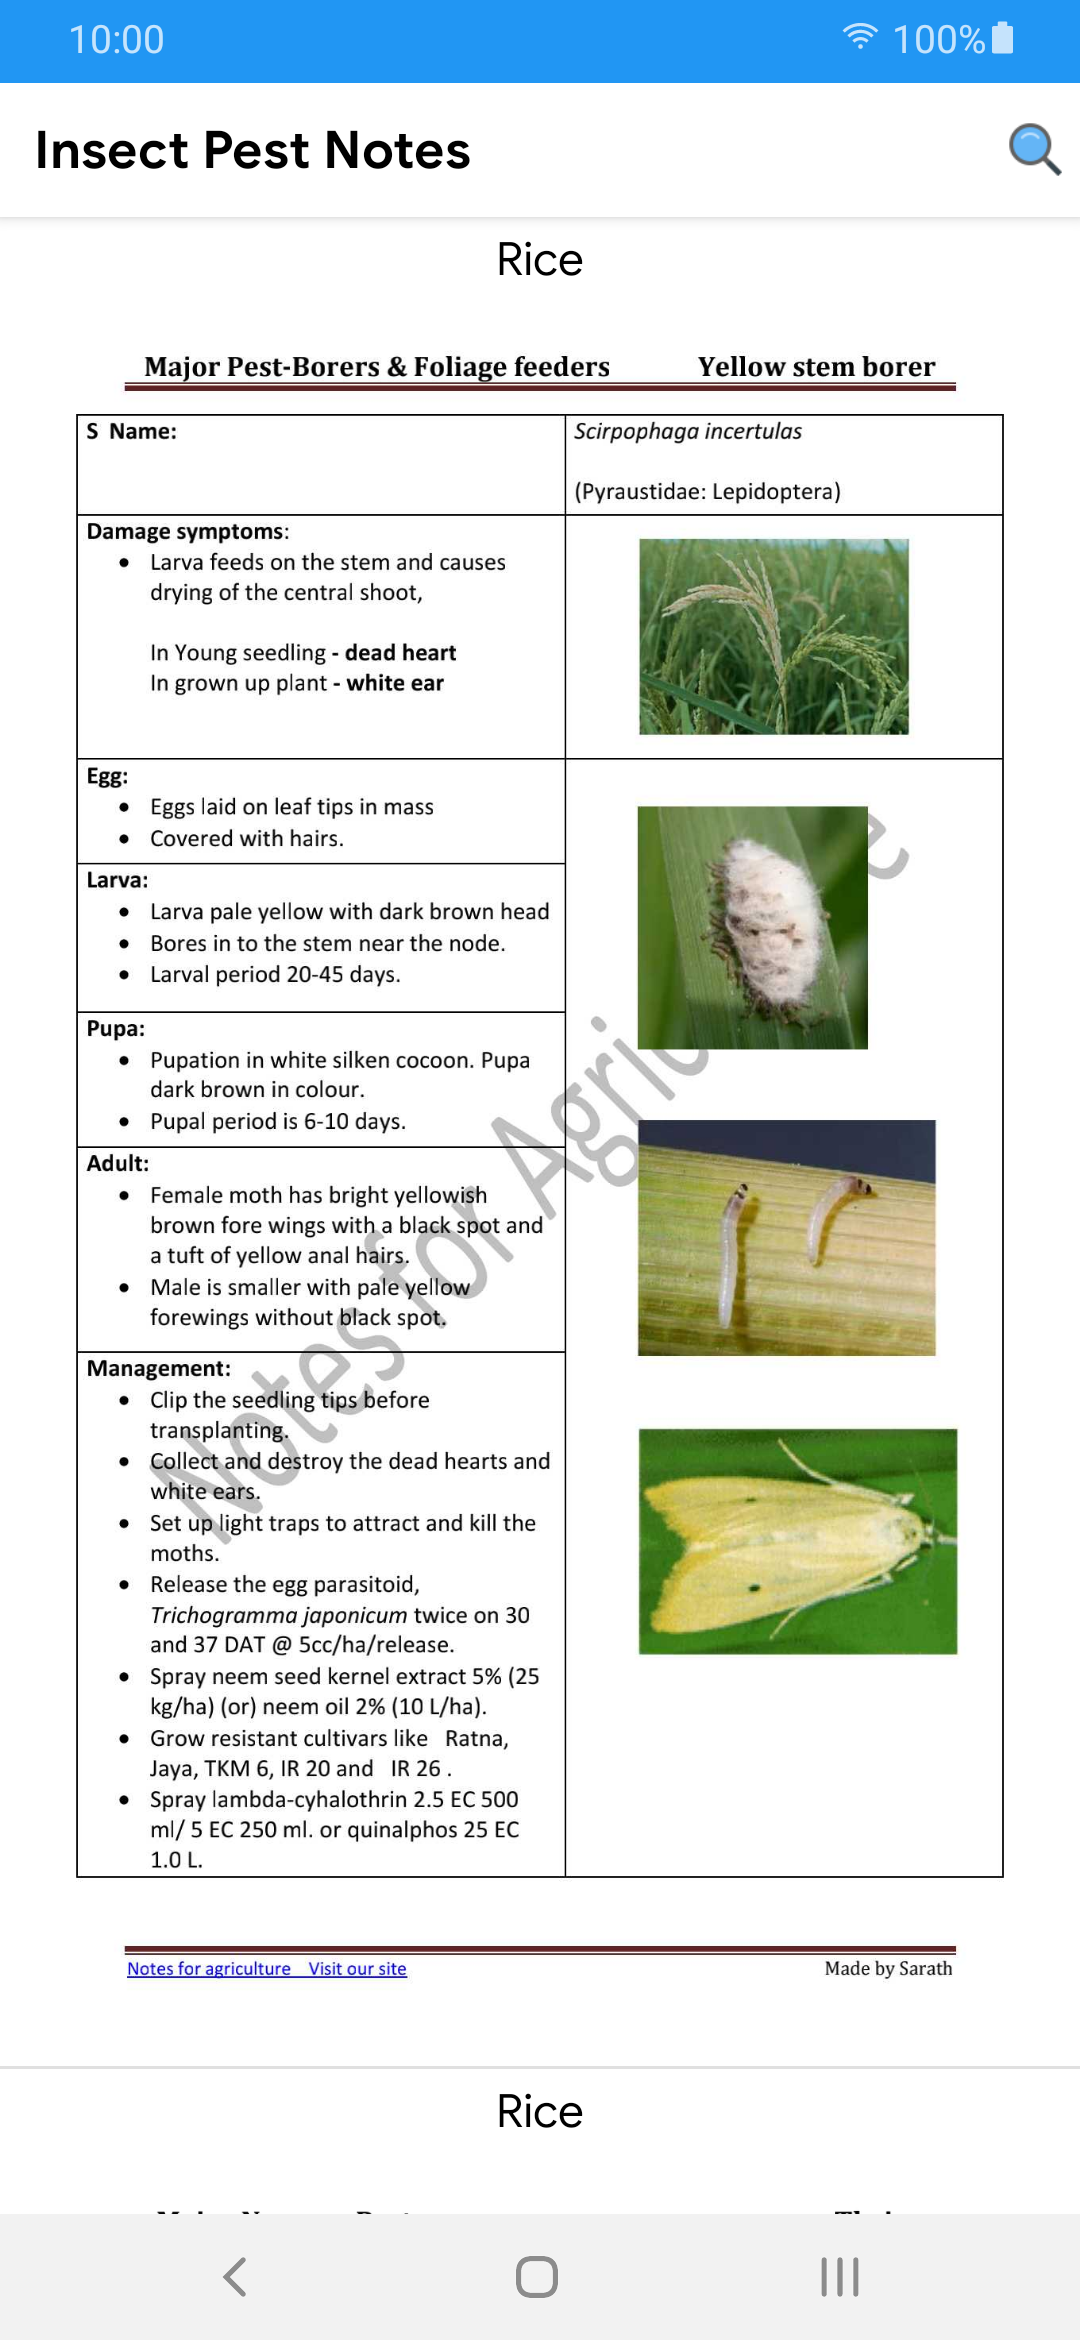 10:00
100%
Insect Pest Notes
Rice
Major Pest-Borers & Foliage feeders Yellow stem borer
S Name:
Scirpophaga incertulas
(Pyraustidae: Lepidoptera)
Damage symptoms:
• Larva feeds on the stem and causes
drying of the central shoot,
In Young seedling - dead heart
In grown up plant - white ear
Egg:
• Eggs laid on leaf tips in mass
• Covered with hairs.
Larva:
• Larva pale yellow with dark brown head
• Bores in to the stem near the node.
• Larval period 20-45 days.
Pupa:
• Pupation in white silken cocoon. Pupa
dark brown in colour.
• Pupal period is 6-10 days.
Adult:
• Female moth has bright yellowish
brown fore wings with a black spot and
a tuft of yellow anal hairs.
• Male is smaller with pale yellow
forewings without black spot.
Management:
• Clip the seedling tips before
transplanting.
• Collect and destroy the dead hearts and
white ears.
• Set up light traps to attract and kill the
moths.
• Release the egg parasitoid,
Trichogramma japonicum twice on 30
and 37 DAT @ 5cc/ha/release.
• Spray neem seed kernel extract 5% (25
kg/ha) (or) neem oil 2% (10 L/ha).
• Grow resistant cultivars like Ratna,
Jaya, TKM 6, IR 20 and IR 26 .
• Spray lambda-cyhalothrin 2.5 EC 500
ml/ 5 EC 250 ml. or quinalphos 25 EC
1.0 L.
Notes for
Notes for agriculture Visit our site
Made by Sarath
Rice